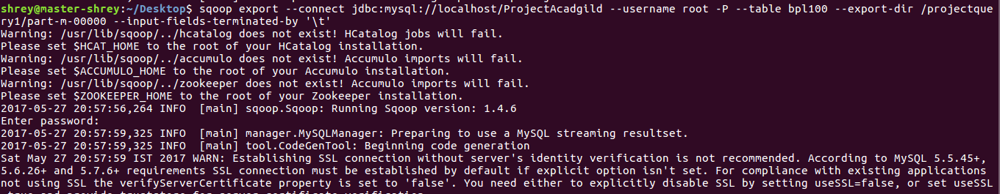 shrey@master-shrey:~/Desktop$ sqoop export --connect jdbc:mysql://localhost/ProjectAcadgild --username root -P --table bpl100 --export-dir /projectque
ry1/part-m-00000 --input-fields-terminated-by '\t'
Warning: /usr/lib/sqoop/../hcatalog does not exist! HCatalog jobs will fail.
Please set $HCAT_HOME to the root of your HCatalog installation.
Warning: /usr/lib/sqoop/../accumulo does not exist! Accumulo imports will fail.
Please set $ACCUMULO_HOME to the root of your Accumulo installation.
Warning: /usr/lib/sqoop/../zookeeper does not exist! Accumulo imports will fail.
Please set $ZOOKEEPER_HOME to the root of your Zookeeper installation.
2017-05-27 20:57:56,264 INFO  [main] sqoop.Sqoop: Running Sqoop version: 1.4.6
Enter password:
2017-05-27 20:57:59,325 INFO  [main] manager.MySQLManager: Preparing to use a MySQL streaming resultset.
2017-05-27 20:57:59,325 INFO  [main] tool.CodeGenTool: Beginning code generation
Sat May 27 20:57:59 IST 2017 WARN: Establishing SSL connection without server's identity verification is not recommended. According to MySQL 5.5.45+,
5.6.26+ and 5.7.6+ requirements SSL connection must be established by default if explicit option isn't set. For compliance with existing applications
not using SSL the verifyServerCertificate property is set to 'false'. You need either to explicitly disable SSL by setting useSSL=false, or set useSSL
=true and provide truststore for server certificate verification.